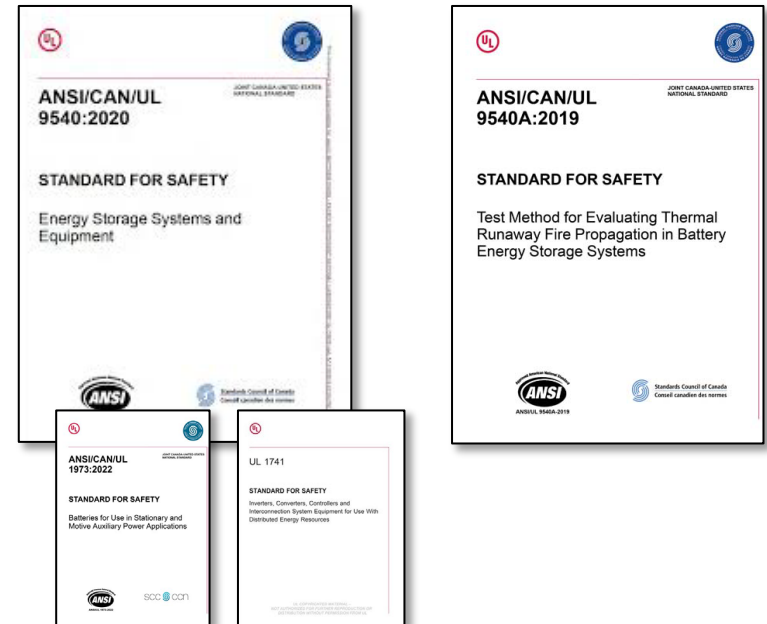 UL
ANSI/CAN/UL
9540:2020
JOINT CANADA-UNITED STATES
NATIONAL STANDARD
STANDARD FOR SAFETY
Energy Storage Systems and
Equipment
ANSI
Standards Council of Canada
Conseil canadien des normes
UL
ANSI/CAN/UL
9540A:2019
JOINT CANADA-UNITED STATES
NATIONAL STANDARD
STANDARD FOR SAFETY
Test Method for Evaluating Thermal
Runaway Fire Propagation in Battery
Energy Storage Systems
ANSI
ANSI/UL 9540A-2019
Standards Council of Canada
Conseil canadien des normes
UL
ANSI/CAN/UL
1973:2022
JOINT CANADA-UNITED STATES
NATIONAL STANDARD
STANDARD FOR SAFETY
Batteries for Use in Stationary and
Motive Auxiliary Power Applications
ANSI
scc ccn
UL
UL 1741
STANDARD FOR SAFETY
Inverters, Converters, Controllers and
Interconnection System Equipment for Use With
Distributed Energy Resources